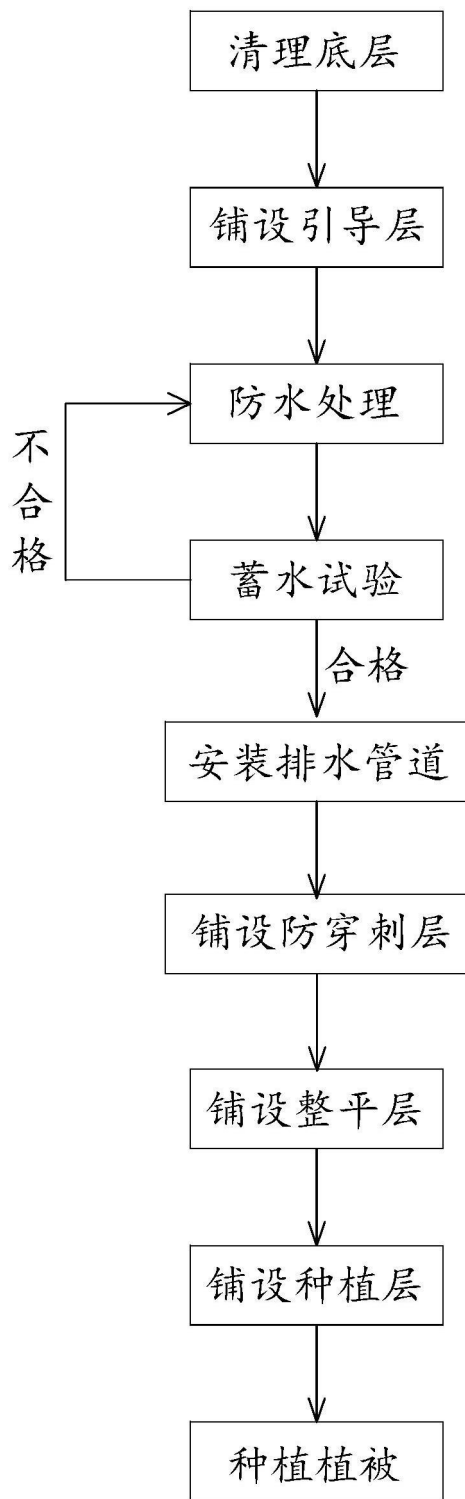 清理底层
铺设引导层
防水处理
不合格
蓄水试验
合格
安装排水管道
铺设防穿刺层
铺设整平层
铺设种植层
种植植被